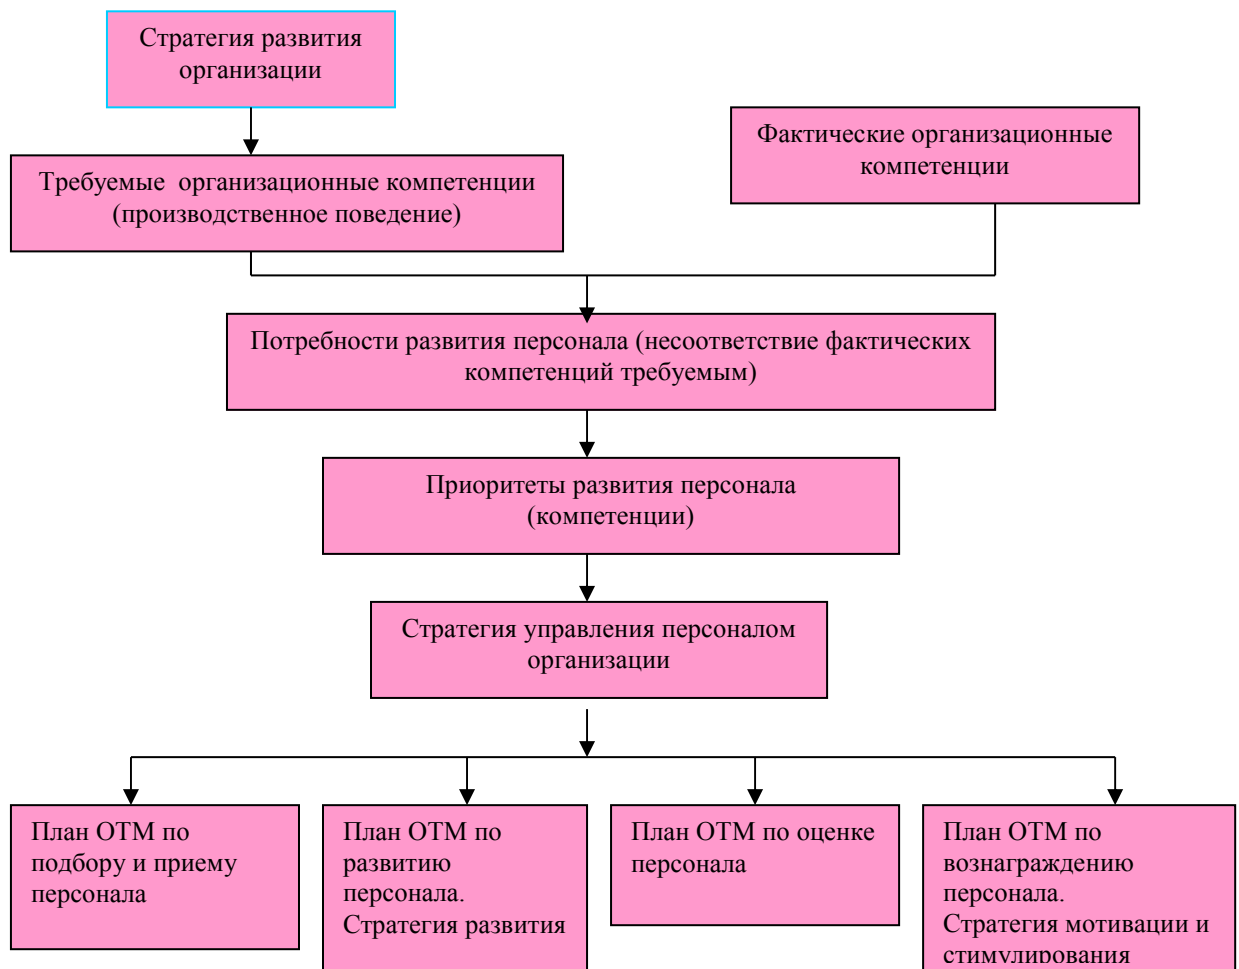 Стратегия развития
организации
Фактические организационные
компетенции
Требуемые организационные компетенции
(производственное поведение)
Потребности развития персонала (несоответствие фактических
компетенций требуемым)
Приоритеты развития персонала
(компетенции)
Стратегия управления персоналом
организации
План ОТМ по
подбору и приему
персонала
План ОТМ по
развитию
персонала.
Стратегия развития
План ОТМ по оценке
персонала
План ОТМ по
вознаграждению
персонала.
Стратегия мотивации и
стимулирования